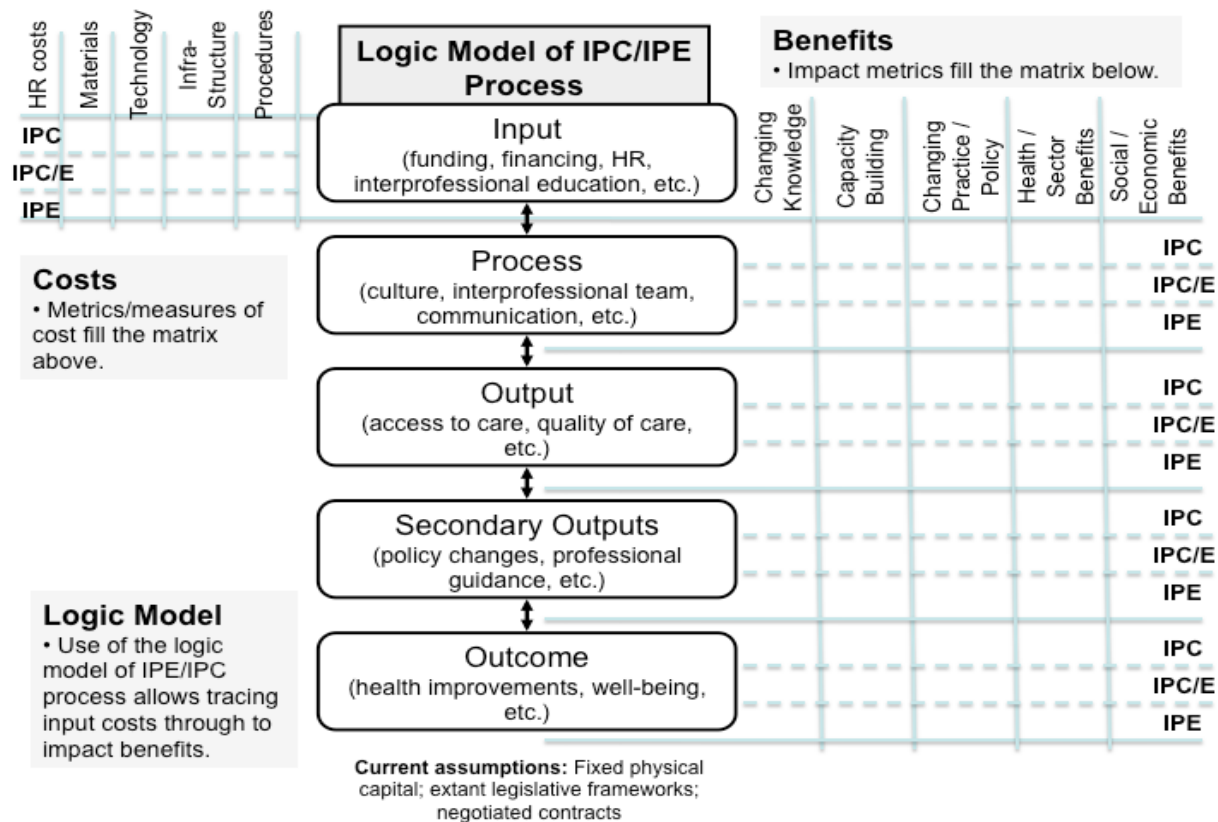 HR costs
Materials
Technology
Infra-
Structure
Procedures
IPC
IPC/E
IPE
Costs
• Metrics/measures of
cost fill the matrix
above.
Logic Model
• Use of the logic
model of IPE/IPC
process allows tracing
input costs through to
impact benefits.
Logic Model of IPC/IPE
Process
Input
(funding, financing, HR,
interprofessional education, etc.)
Process
(culture, interprofessional team,
communication, etc.)
Output
(access to care, quality of care,
etc.)
Secondary Outputs
(policy changes, professional
guidance, etc.)
Outcome
(health improvements, well-being,
etc.)
Current assumptions: Fixed physical
capital; extant legislative frameworks;
negotiated contracts
Benefits
• Impact metrics fill the matrix below.
Changing
Knowledge
Capacity
Building
Changing
Practice /
Policy
Health /
Sector
Benefits
Social /
Economic
Benefits
IPC
IPC/E
IPE
IPC
IPC/E
IPE
IPC
IPC/E
IPE
IPC
IPC/E
IPE